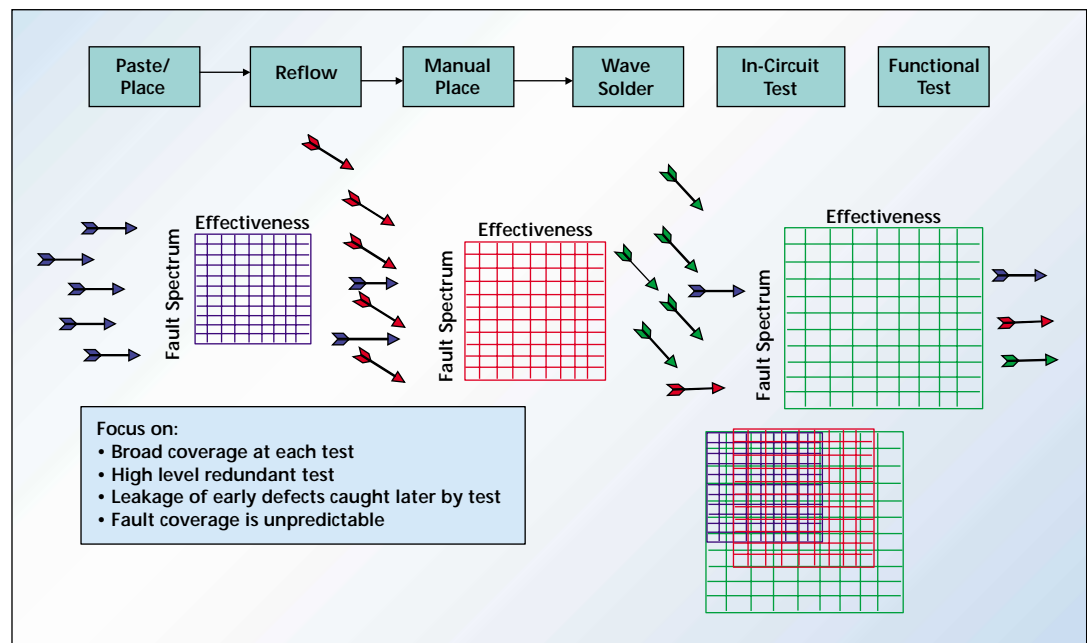 Paste/
Place
Reflow
Manual
Place
Wave
Solder
In-Circuit
Test
Functional
Test
Effectiveness
Fault Spectrum
Effectiveness
Fault Spectrum
Effectiveness
Fault Spectrum
Focus on:
• Broad coverage at each test
• High level redundant test
• Leakage of early defects caught later by test
• Fault coverage is unpredictable